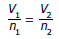 V₁/n₁ = V₂/n₂